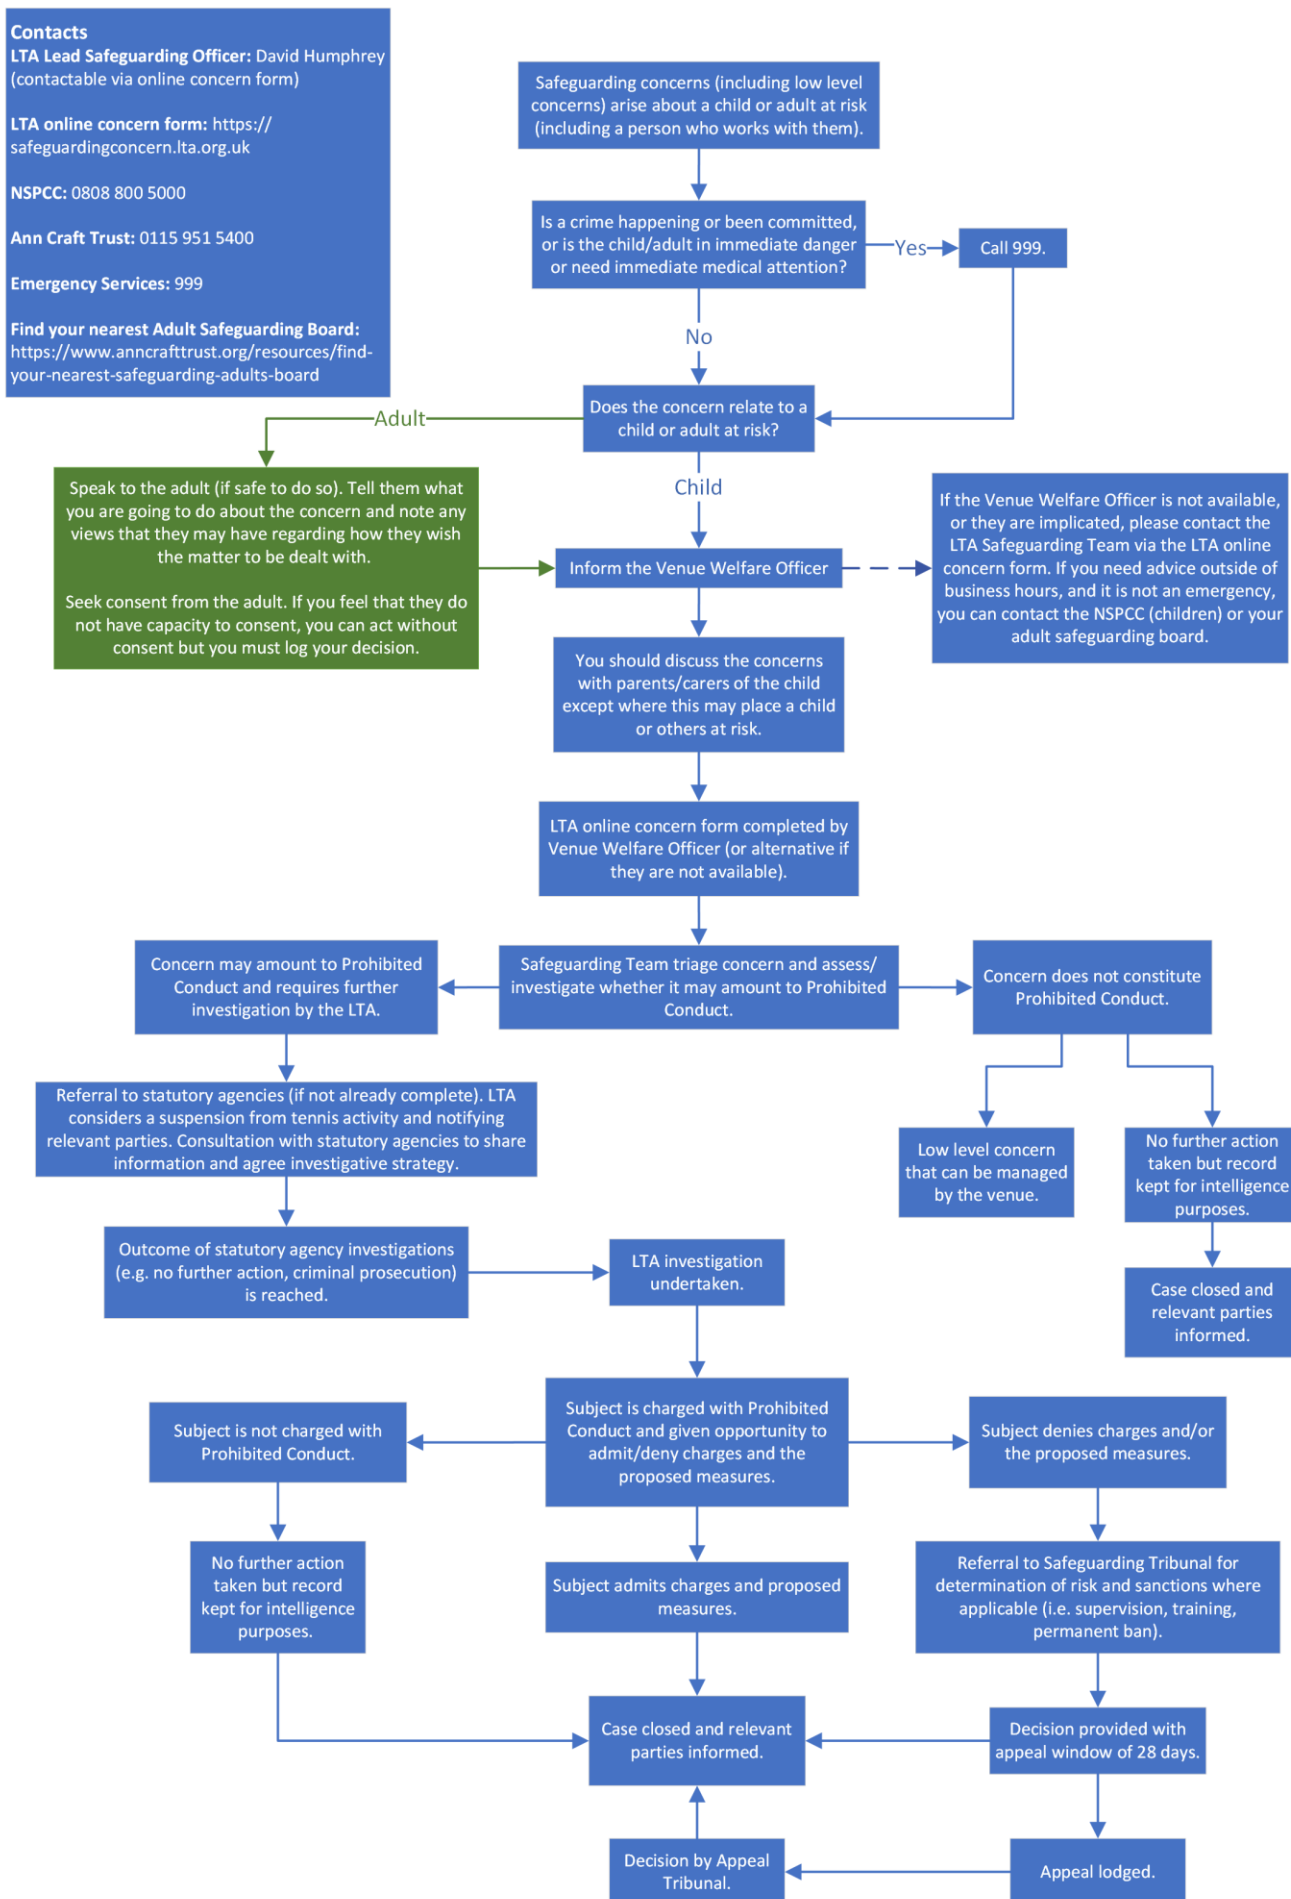 Contacts
LTA Lead Safeguarding Officer: David Humphrey
(contactable via online concern form)
LTA online concern form: https://
safeguardingconcern.lta.org.uk
NSPCC: 0808 800 5000
Ann Craft Trust: 0115 951 5400
Emergency Services: 999
Find your nearest Adult Safeguarding Board:
https://www.anncrafttrust.org/resources/find-
your-nearest-safeguarding-adults-board
Safeguarding concerns (including low level
concerns) arise about a child or adult at risk
(including a person who works with them).
Is a crime happening or been committed,
or is the child/adult in immediate danger
or need immediate medical attention?
Yes
Call 999.
No
Does the concern relate to a
child or adult at risk?
Adult
Child
Speak to the adult (if safe to do so). Tell them what
you are going to do about the concern and note any
views that they may have regarding how they wish
the matter to be dealt with.
Seek consent from the adult. If you feel that they do
not have capacity to consent, you can act without
consent but you must log your decision.
Inform the Venue Welfare Officer
If the Venue Welfare Officer is not available,
or they are implicated, please contact the
LTA Safeguarding Team via the LTA online
concern form. If you need advice outside of
business hours, and it is not an emergency,
you can contact the NSPCC (children) or your
adult safeguarding board.
You should discuss the concerns
with parents/carers of the child
except where this may place a child
or others at risk.
LTA online concern form completed by
Venue Welfare Officer (or alternative if
they are not available).
Safeguarding Team triage concern and assess/
investigate whether it may amount to Prohibited
Conduct.
Concern may amount to Prohibited
Conduct and requires further
investigation by the LTA.
Concern does not constitute
Prohibited Conduct.
Referral to statutory agencies (if not already complete). LTA
considers a suspension from tennis activity and notifying
relevant parties. Consultation with statutory agencies to share
information and agree investigative strategy.
Low level concern
that can be managed
by the venue.
No further action
taken but record
kept for intelligence
purposes.
Outcome of statutory agency investigations
(e.g. no further action, criminal prosecution)
is reached.
LTA investigation
undertaken.
Case closed and
relevant parties
informed.
Subject is not charged with
Prohibited Conduct.
Subject is charged with Prohibited
Conduct and given opportunity to
admit/deny charges and the
proposed measures.
Subject denies charges and/or
the proposed measures.
No further action
taken but record
kept for intelligence
purposes.
Subject admits charges and proposed
measures.
Referral to Safeguarding Tribunal for
determination of risk and sanctions where
applicable (i.e. supervision, training,
permanent ban).
Case closed and relevant
parties informed.
Decision provided with
appeal window of 28 days.
Decision by Appeal
Tribunal.
Appeal lodged.